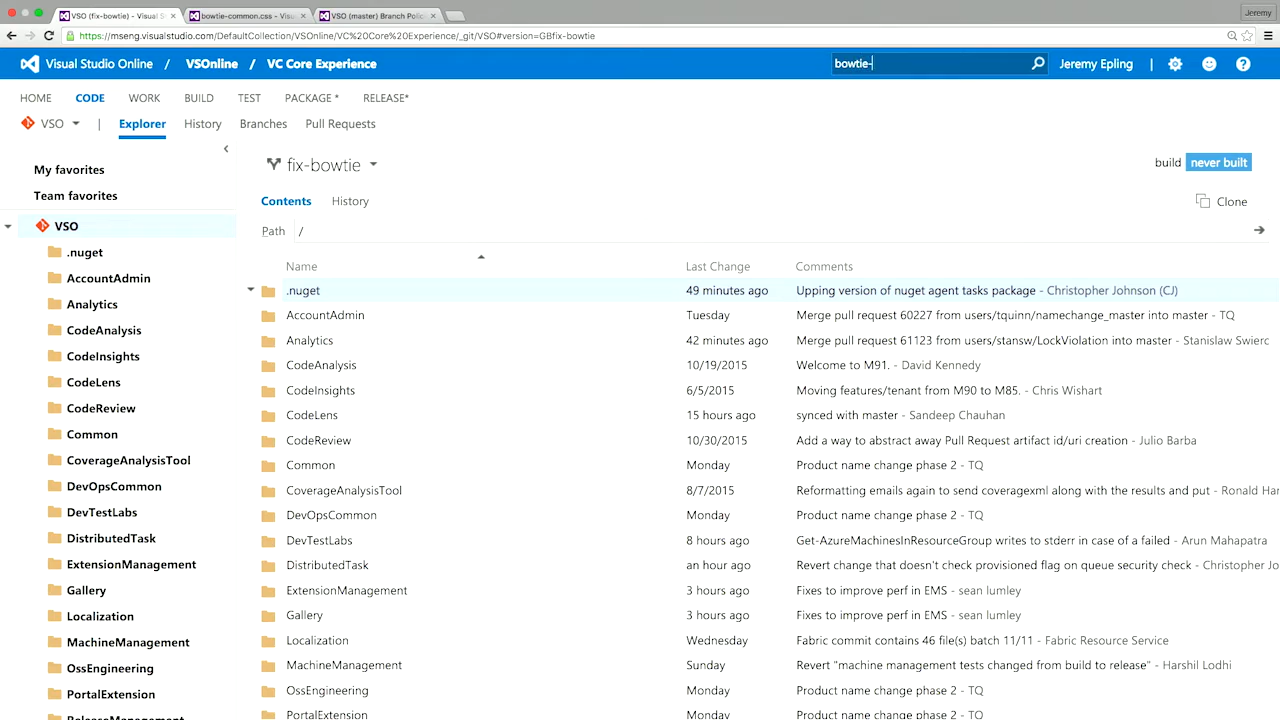 VSO (fix-bowtie) - Visual S
bowtie-common.css - Visual
VSO (master) Branch Polic
Jeremy
https://mseng.visualstudio.com/DefaultCollection/VSOnline/VC%20Core%20Experience/_git/VSO#version=GBfix-bowtie
Visual Studio Online / VSOnline / VC Core Experience
bowtie-
Jeremy Epling |
HOME CODE WORK BUILD TEST PACKAGE * RELEASE*
VSO | Explorer History Branches Pull Requests
My favorites
Team favorites
VSO
.nuget
AccountAdmin
Analytics
CodeAnalysis
CodeInsights
CodeLens
CodeReview
Common
CoverageAnalysisTool
DevOpsCommon
DevTestLabs
DistributedTask
ExtensionManagement
Gallery
Localization
MachineManagement
OssEngineering
PortalExtension
ReleaseManagement
fix-bowtie
build never built
Contents History
Clone
Path /
Name Last Change Comments
.nuget 49 minutes ago Upping version of nuget agent tasks package - Christopher Johnson (CJ)
AccountAdmin Tuesday Merge pull request 60227 from users/tquinn/namechange_master into master - TQ
Analytics 42 minutes ago Merge pull request 61123 from users/stansw/LockViolation into master - Stanislaw Swierc
CodeAnalysis 10/19/2015 Welcome to M91. - David Kennedy
CodeInsights 6/5/2015 Moving features/tenant from M90 to M85. - Chris Wishart
CodeLens 15 hours ago synced with master - Sandeep Chauhan
CodeReview 10/30/2015 Add a way to abstract away Pull Request artifact id/uri creation - Julio Barba
Common Monday Product name change phase 2 - TQ
CoverageAnalysisTool 8/7/2015 Reformatting emails again to send coveragexml along with the results and put - Ronald Har
DevOpsCommon Monday Product name change phase 2 - TQ
DevTestLabs 8 hours ago Get-AzureMachinesInResourceGroup writes to stderr in case of a failed - Arun Mahapatra
DistributedTask an hour ago Revert change that doesn't check provisioned flag on queue security check - Christopher Jo
ExtensionManagement 3 hours ago Fixes to improve perf in EMS - sean lumley
Gallery 3 hours ago Fixes to improve perf in EMS - sean lumley
Localization Wednesday Fabric commit contains 46 file(s) batch 11/11 - Fabric Resource Service
MachineManagement Sunday Revert "machine management tests changed from build to release" - Harshil Lodhi
OssEngineering Monday Product name change phase 2 - TQ
PortalExtension Monday Product name change phase 2 - TQ